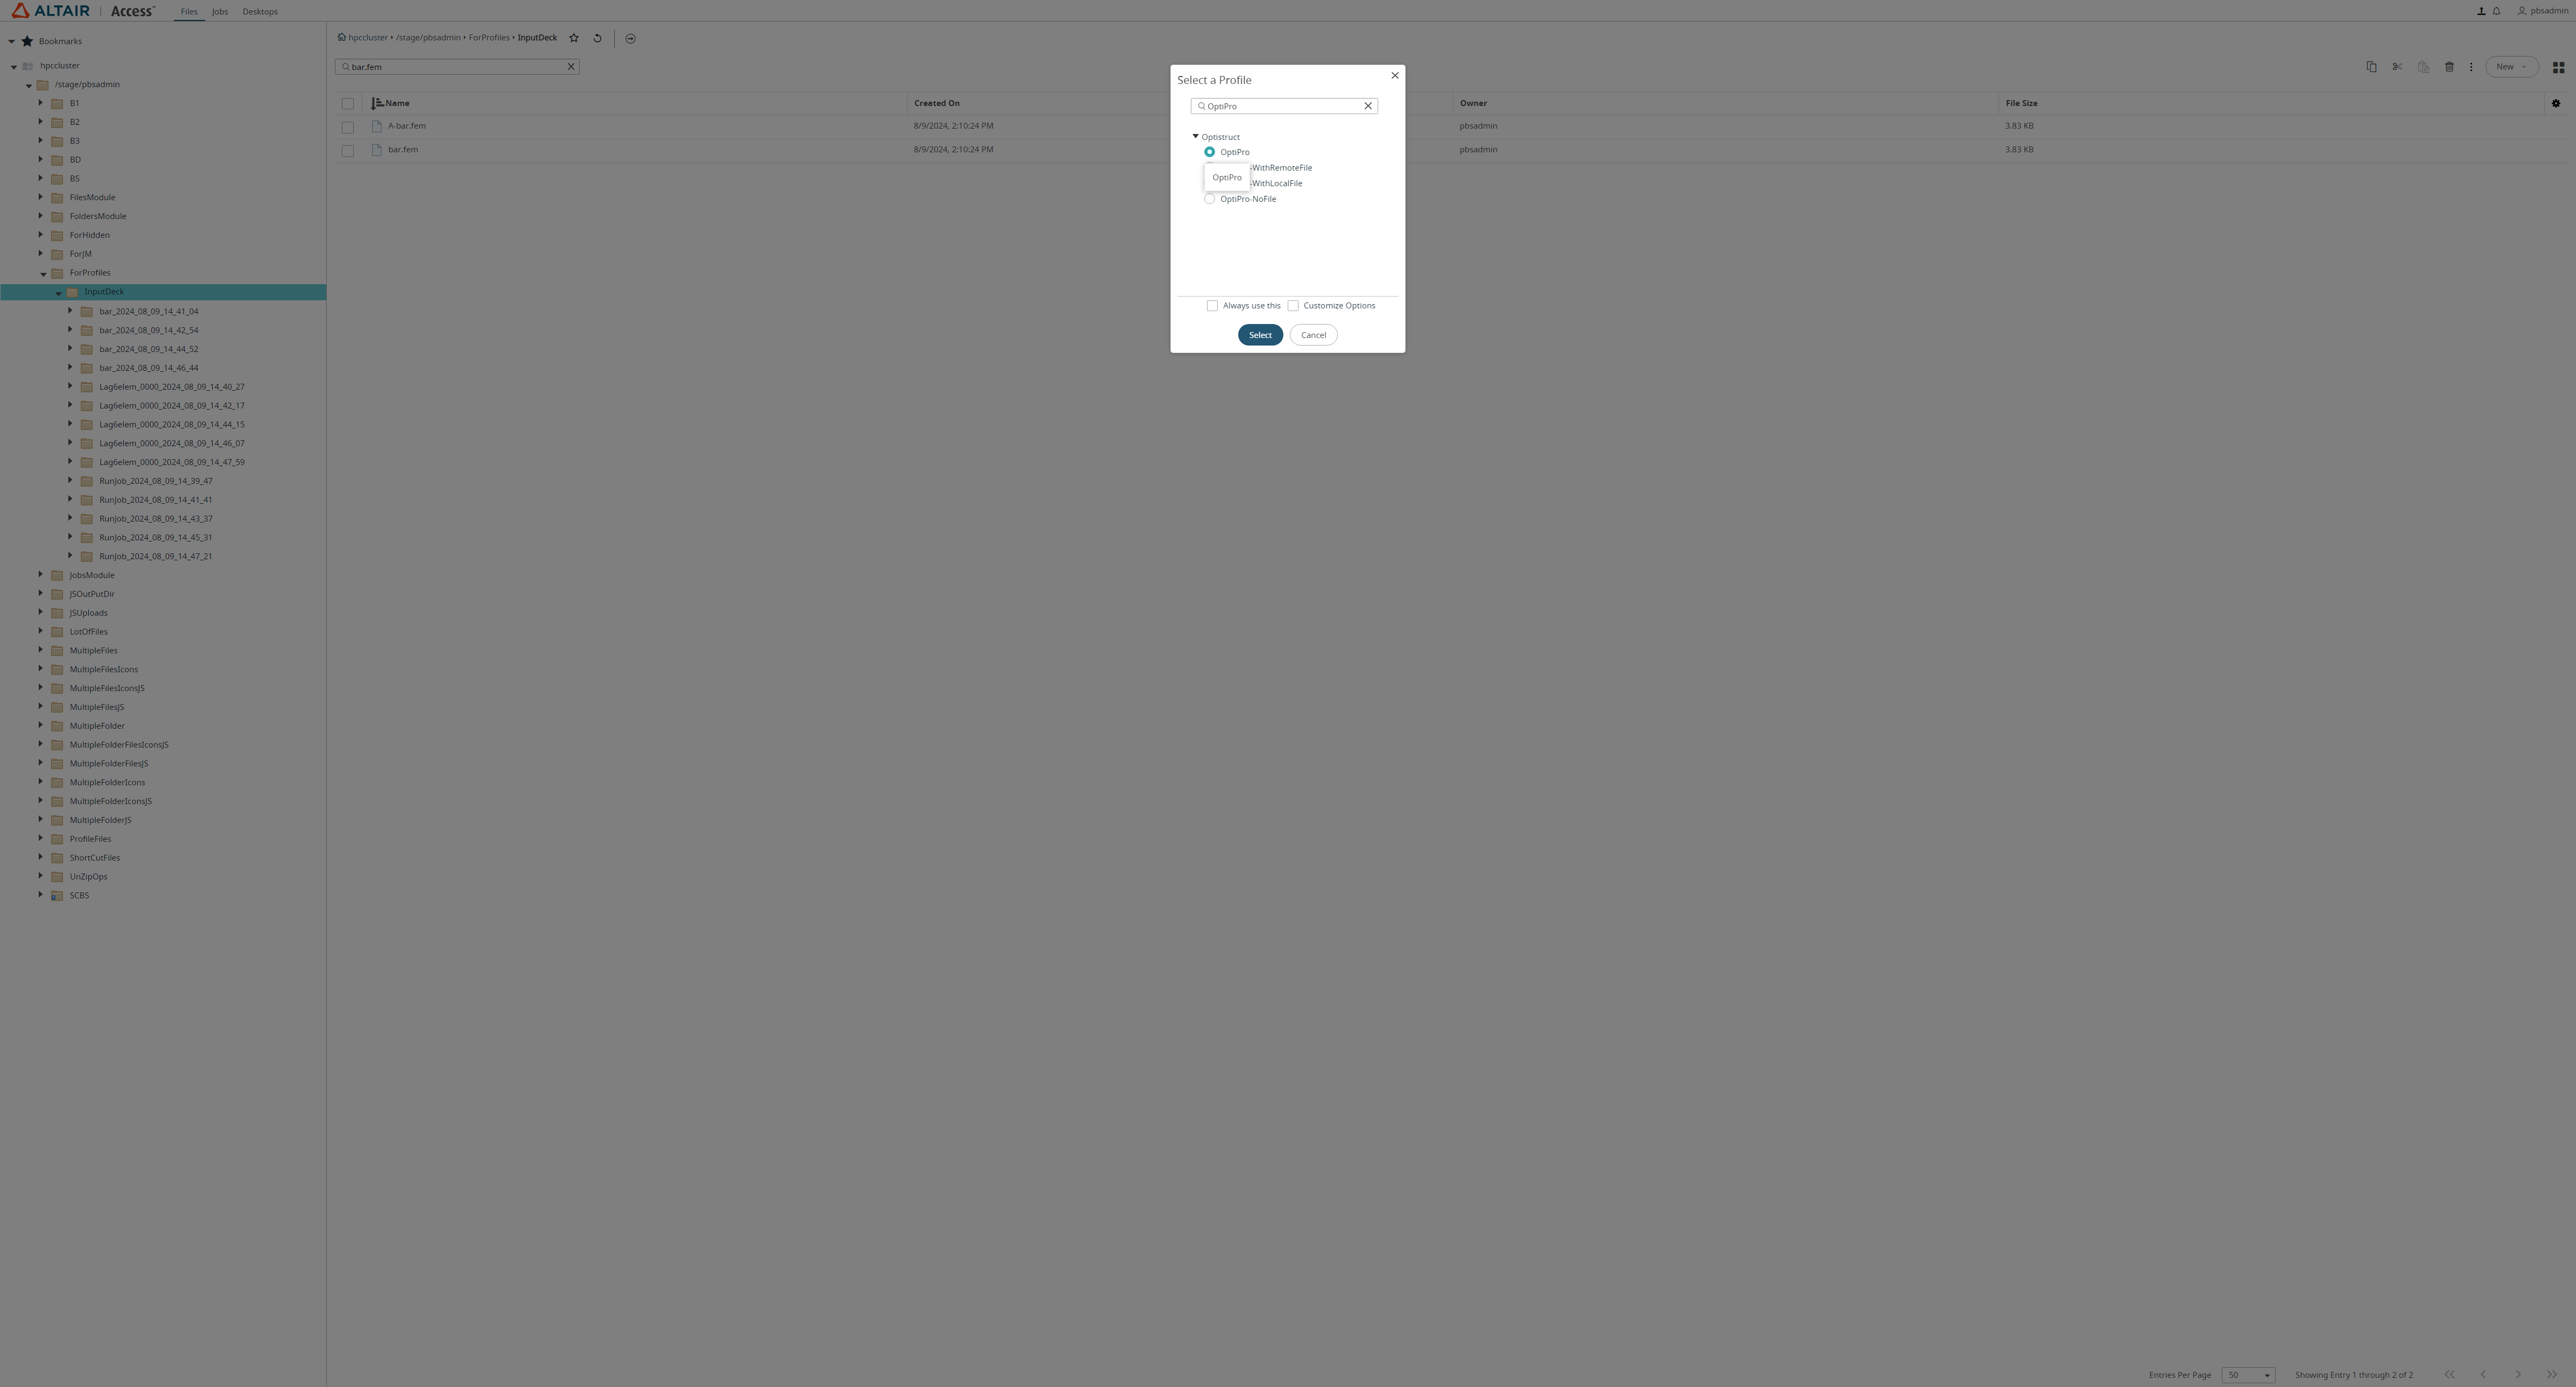 ALTAIR | Access™ Files Jobs Desktops pbsadmin
Bookmarks
hpccluster
/stage/pbsadmin
B1
B2
B3
BD
BS
FilesModule
FoldersModule
ForHidden
ForJM
ForProfiles
InputDeck
bar_2024_08_09_14_41_04
bar_2024_08_09_14_42_54
bar_2024_08_09_14_44_52
bar_2024_08_09_14_46_44
Lag6elem_0000_2024_08_09_14_40_27
Lag6elem_0000_2024_08_09_14_42_17
Lag6elem_0000_2024_08_09_14_44_15
Lag6elem_0000_2024_08_09_14_46_07
Lag6elem_0000_2024_08_09_14_47_59
RunJob_2024_08_09_14_39_47
RunJob_2024_08_09_14_41_41
RunJob_2024_08_09_14_43_37
RunJob_2024_08_09_14_45_31
RunJob_2024_08_09_14_47_21
JobsModule
JSOutPutDir
JSUploads
LotOfFiles
MultipleFiles
MultipleFilesIcons
MultipleFilesIconsJS
MultipleFilesJS
MultipleFolder
MultipleFolderFilesIconsJS
MultipleFolderFilesJS
MultipleFolderIcons
MultipleFolderIconsJS
MultipleFolderJS
ProfileFiles
ShortCutFiles
UnZipOps
SCBS
hpccluster /stage/pbsadmin ForProfiles InputDeck
bar.fem
New
Name Created On Owner File Size
A-bar.fem 8/9/2024, 2:10:24 PM pbsadmin 3.83 KB
bar.fem 8/9/2024, 2:10:24 PM pbsadmin 3.83 KB
Select a Profile
OptiPro
Optistruct
OptiPro
-WithRemoteFile
OptiPro
-WithLocalFile
OptiPro-NoFile
Always use this Customize Options
Select Cancel
Entries Per Page 50 Showing Entry 1 through 2 of 2